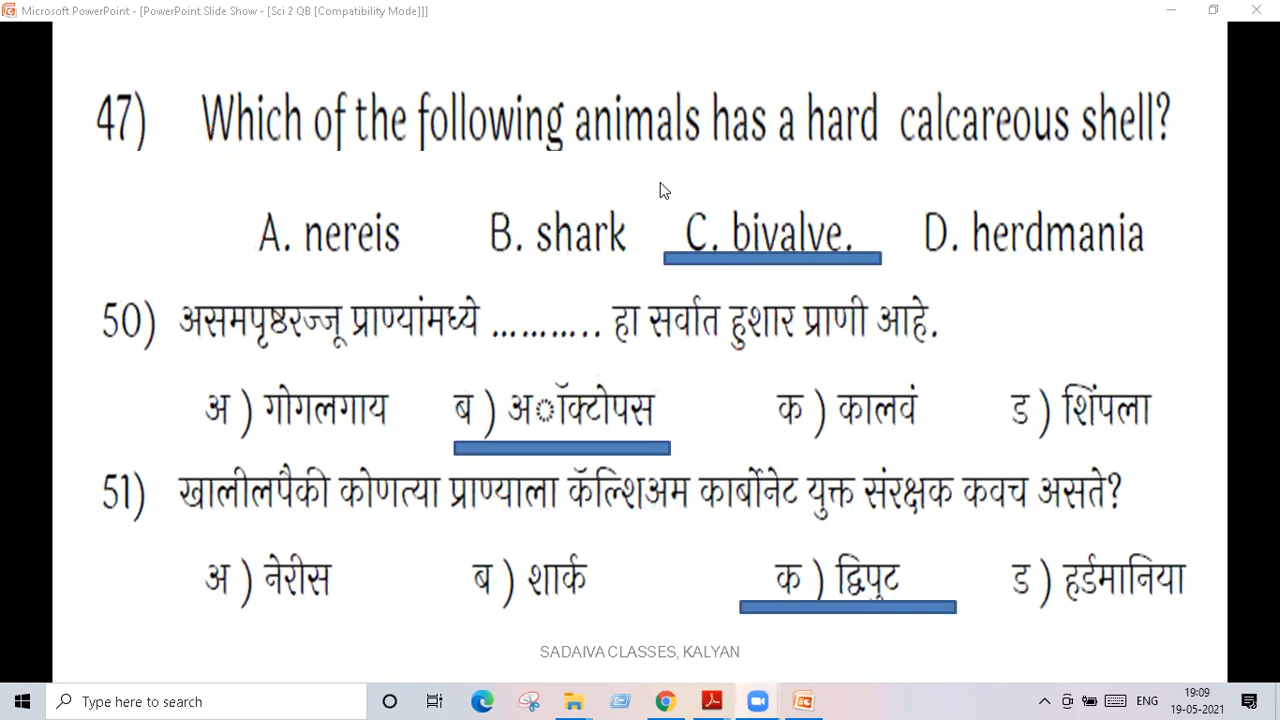 Microsoft PowerPoint - [PowerPoint Slide Show - [Sci 2 QB [Compatibility Mode]]]
47) Which of the following animals has a hard calcareous shell?
A. nereis B. shark C. bivalve. D. herdmania
50) असमपृष्ठरज्जू प्राण्यांमध्ये ……….. हा सर्वात हुशार प्राणी आहे.
अ ) गोगलगाय ब ) अॉक्टोपस क ) कालवं ड ) शिंपला
51) खालीलपैकी कोणत्या प्राण्याला कॅल्शिअम कार्बोनेट युक्त संरक्षक कवच असते?
अ ) नेरीस ब ) शार्क क ) द्विपुट ड ) हर्डमानिया
SADAIVA CLASSES, KALYAN
Type here to search ENG 19:09
19-05-2021